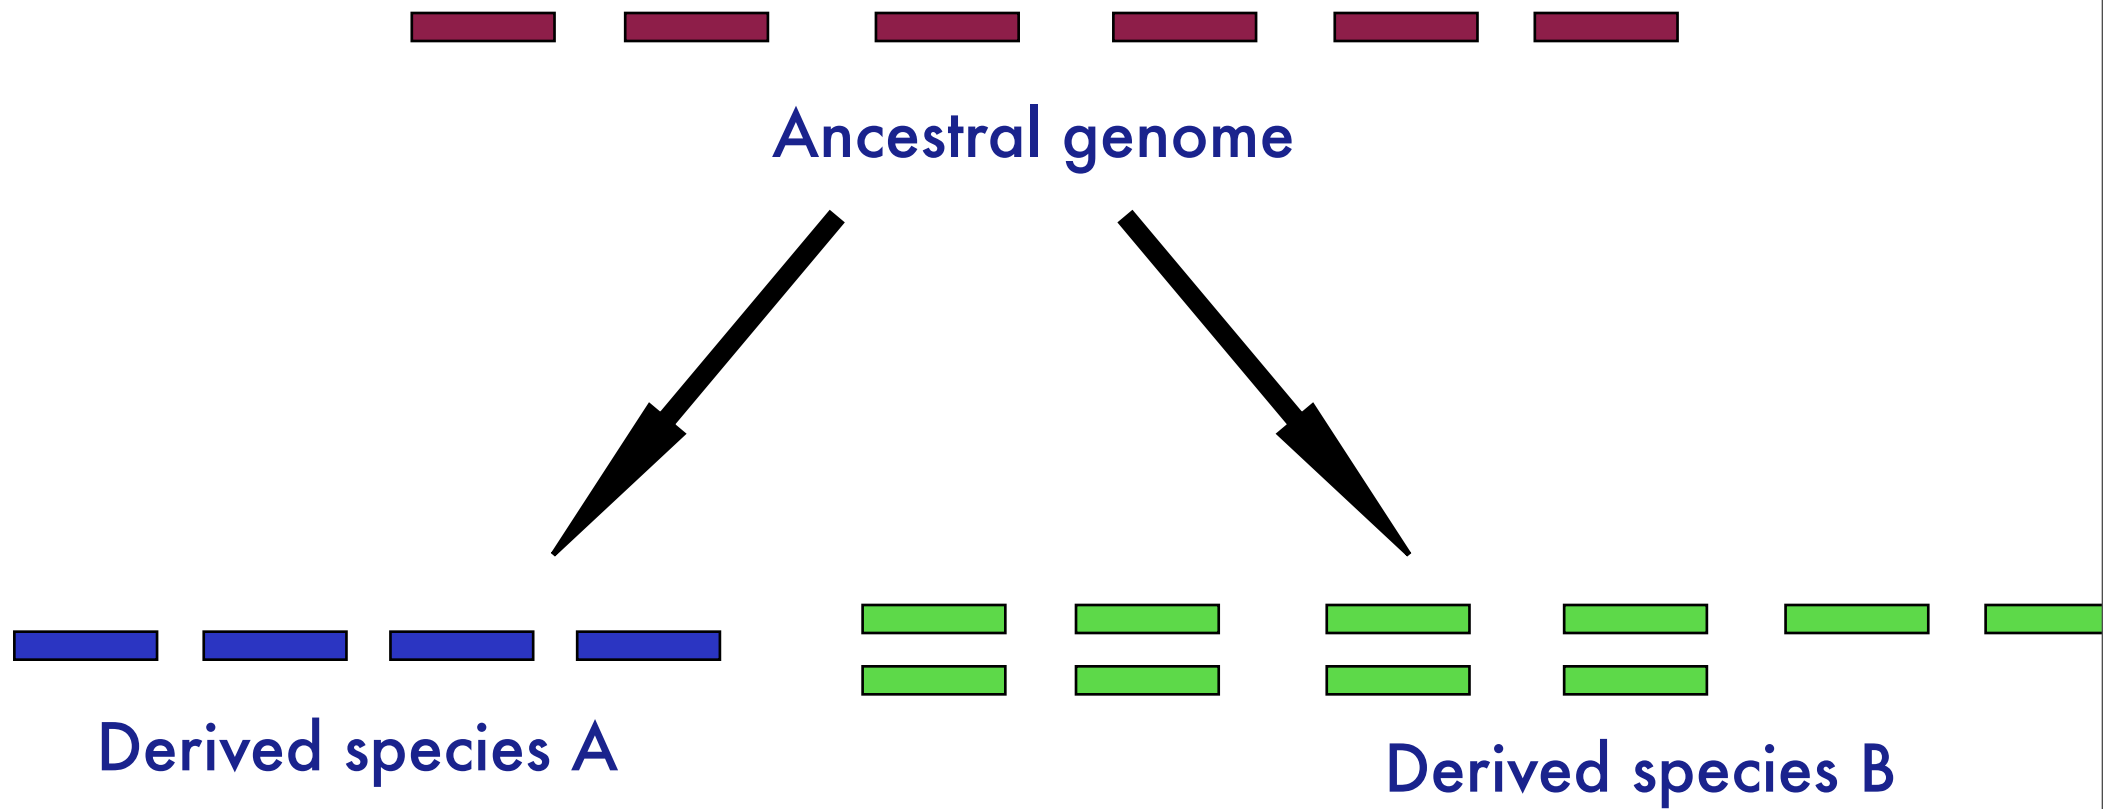 Ancestral genome
Derived species A
Derived species B